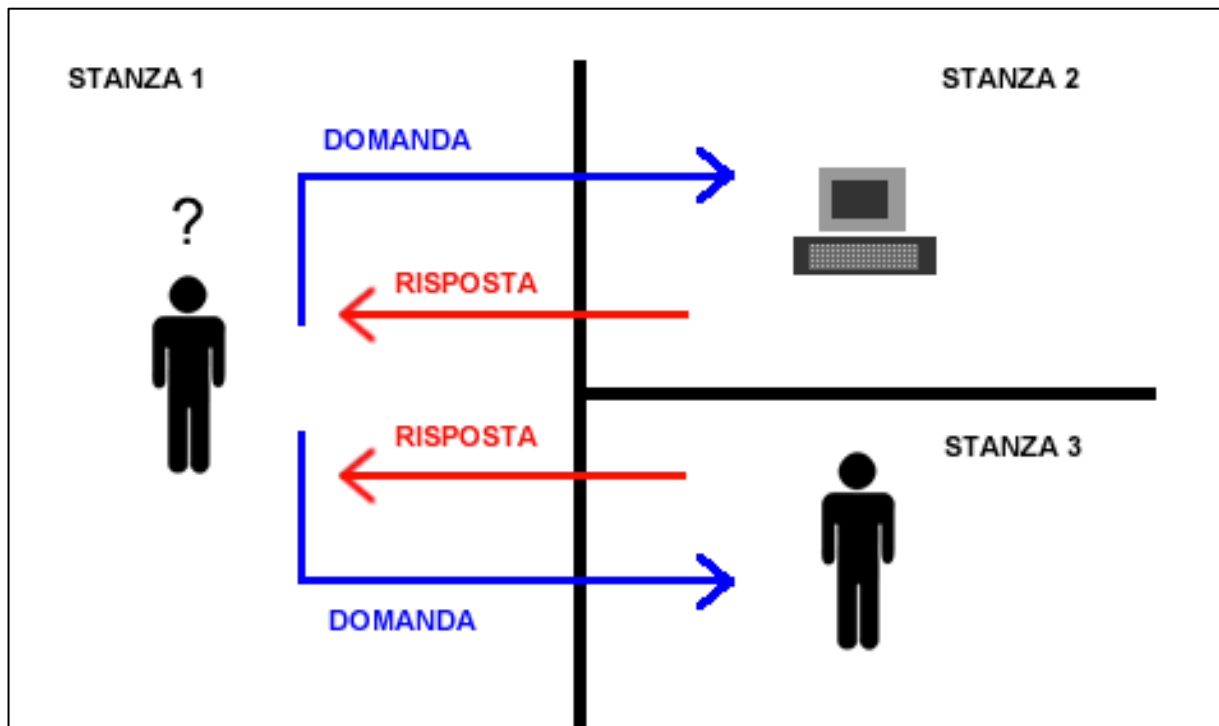 STANZA 1
STANZA 2
DOMANDA
?
RISPOSTA
RISPOSTA
STANZA 3
DOMANDA